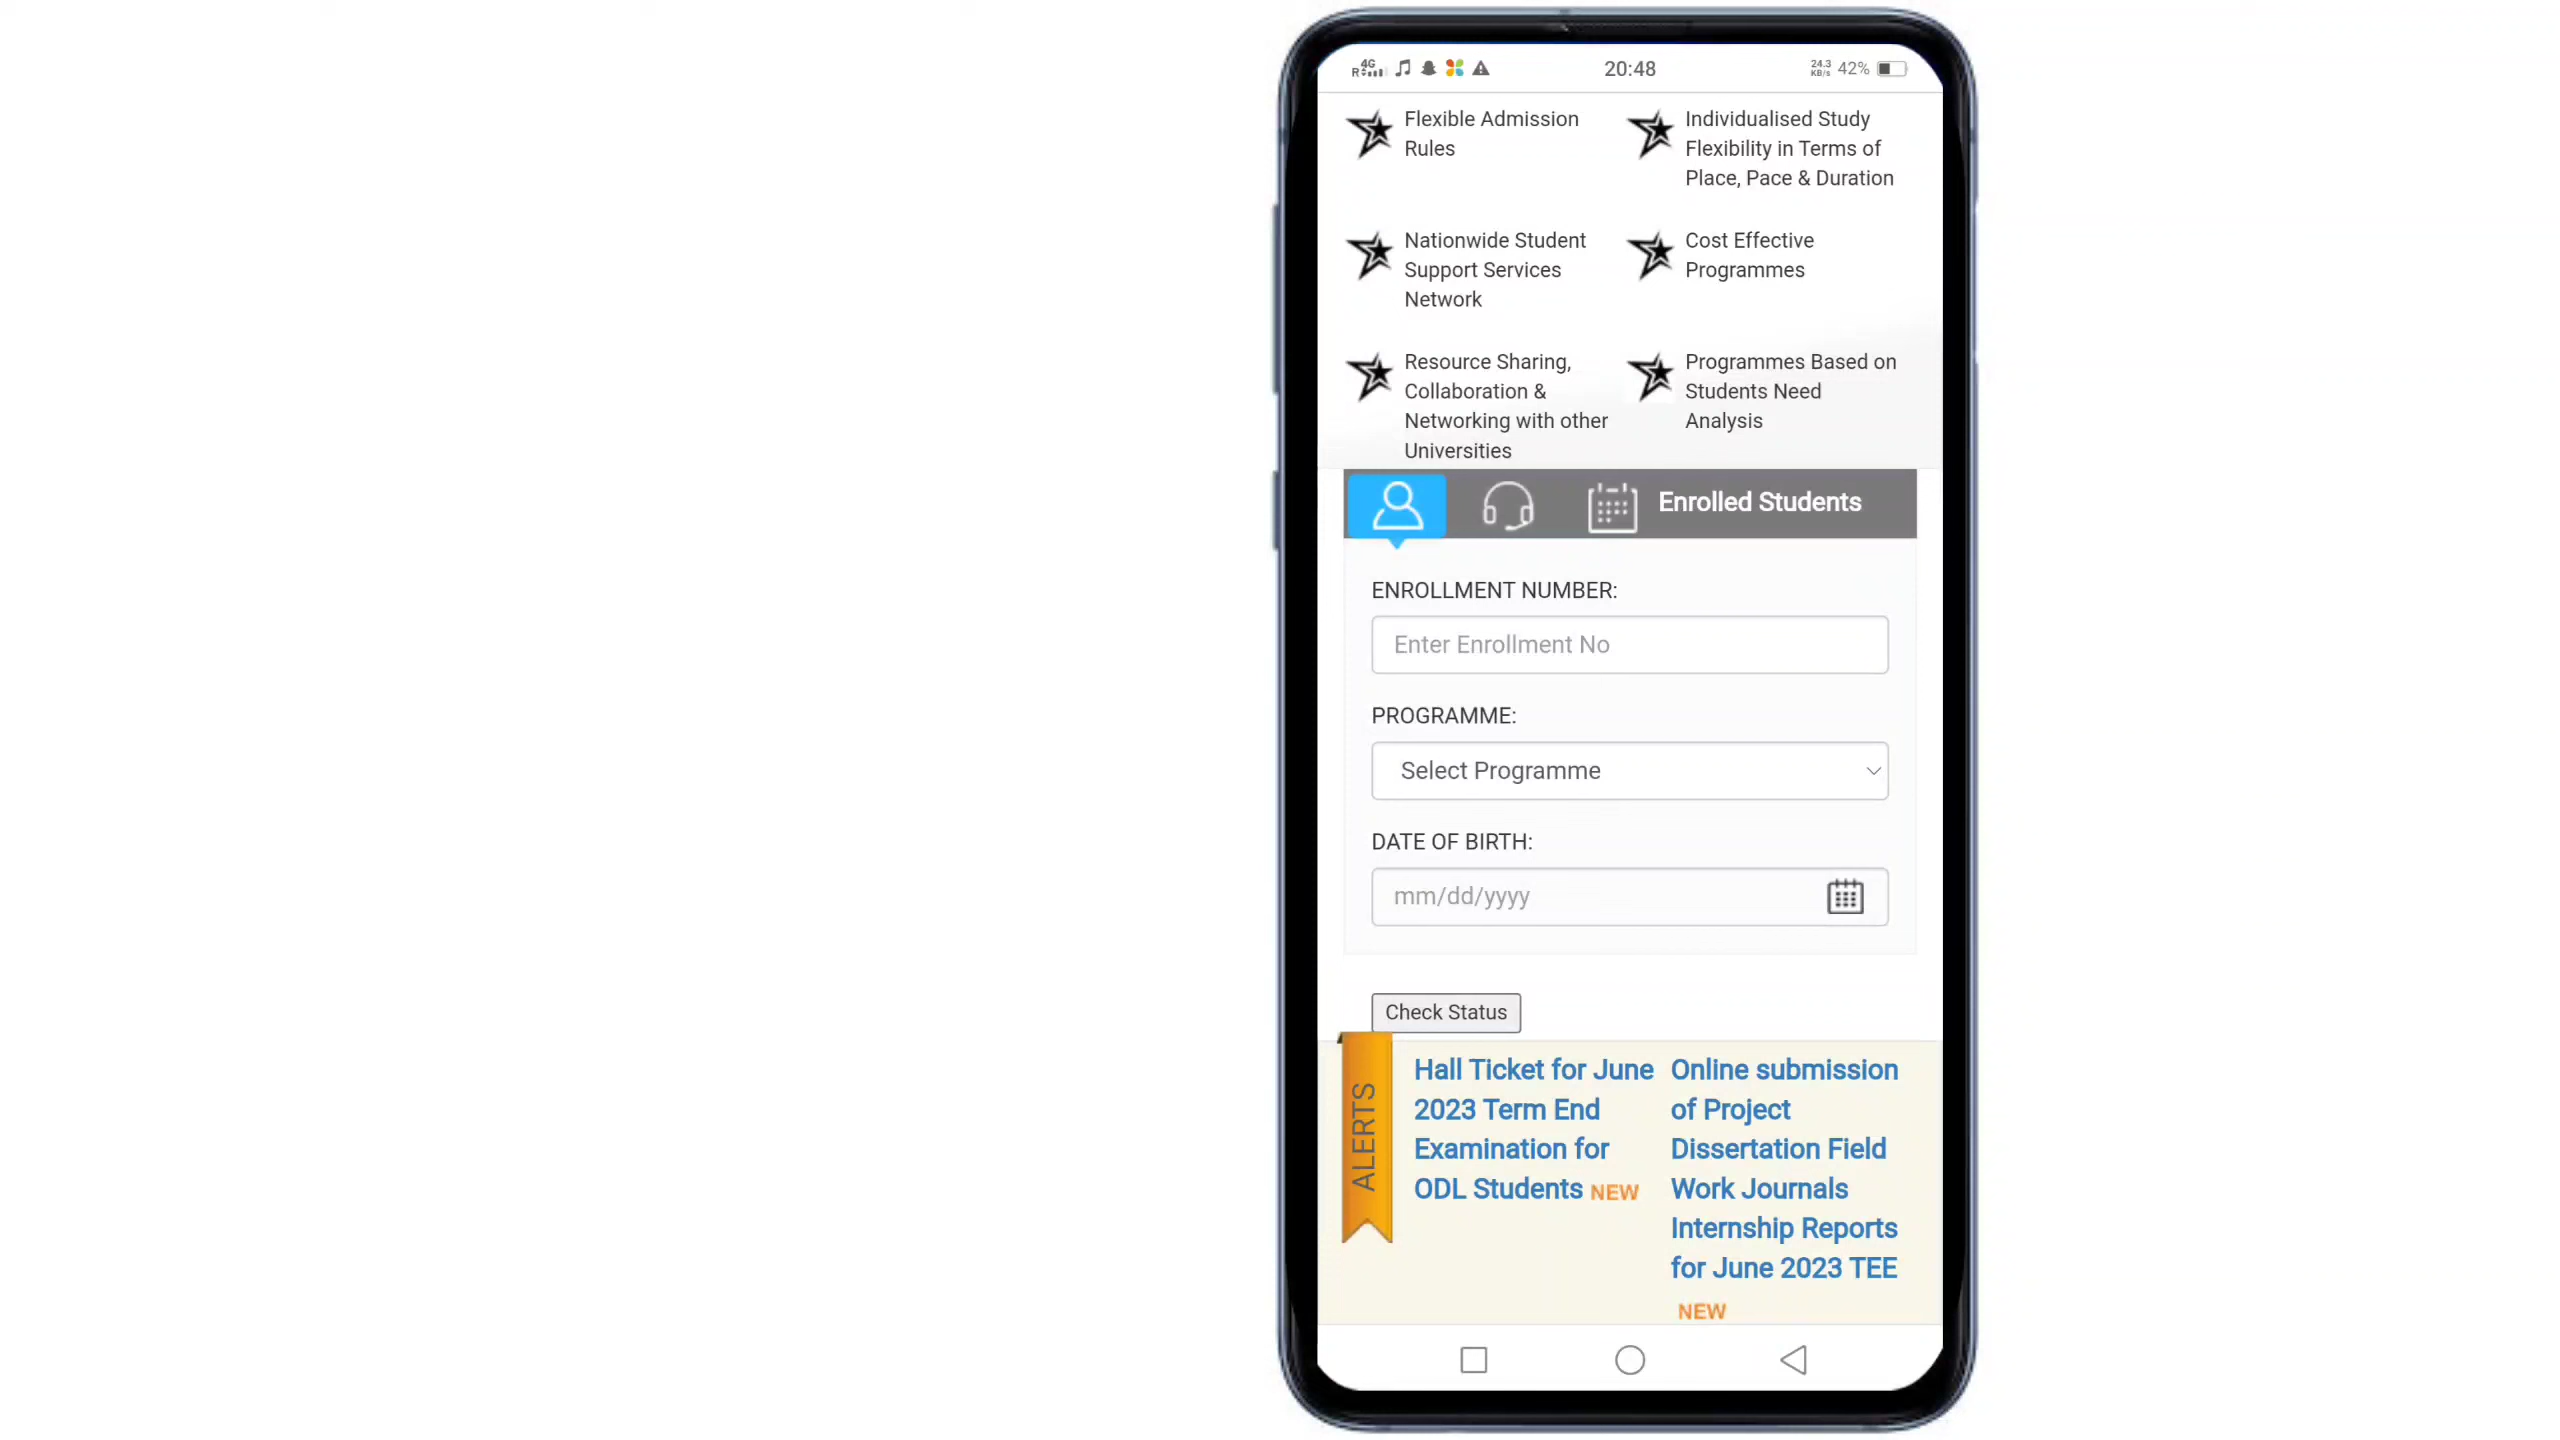 4G
R
20:48
24.3
KB/s
42%
Flexible Admission
Rules
Individualised Study
Flexibility in Terms of
Place, Pace & Duration
Nationwide Student
Support Services
Network
Cost Effective
Programmes
Resource Sharing,
Collaboration &
Networking with other
Universities
Programmes Based on
Students Need
Analysis
Enrolled Students
ENROLLMENT NUMBER:
Enter Enrollment No
PROGRAMME:
Select Programme
DATE OF BIRTH:
mm/dd/yyyy
Check Status
ALERTS
Hall Ticket for June
2023 Term End
Examination for
ODL Students NEW
Online submission
of Project
Dissertation Field
Work Journals
Internship Reports
for June 2023 TEE
NEW